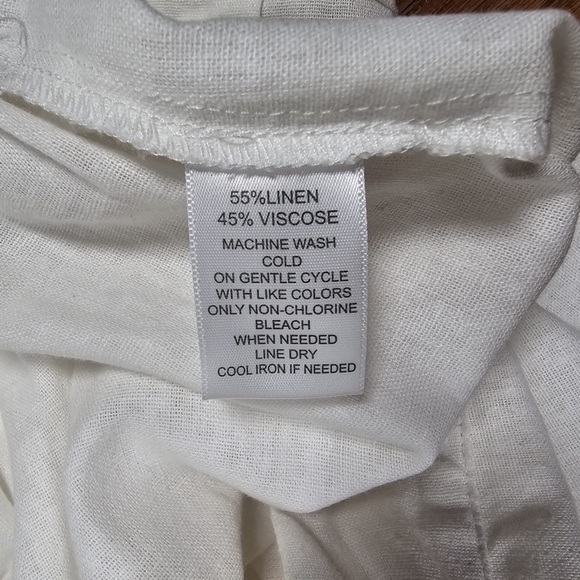 55%LINEN
45% VISCOSE
MACHINE WASH
COLD
ON GENTLE CYCLE
WITH LIKE COLORS
ONLY NON-CHLORINE
BLEACH
WHEN NEEDED
LINE DRY
COOL IRON IF NEEDED